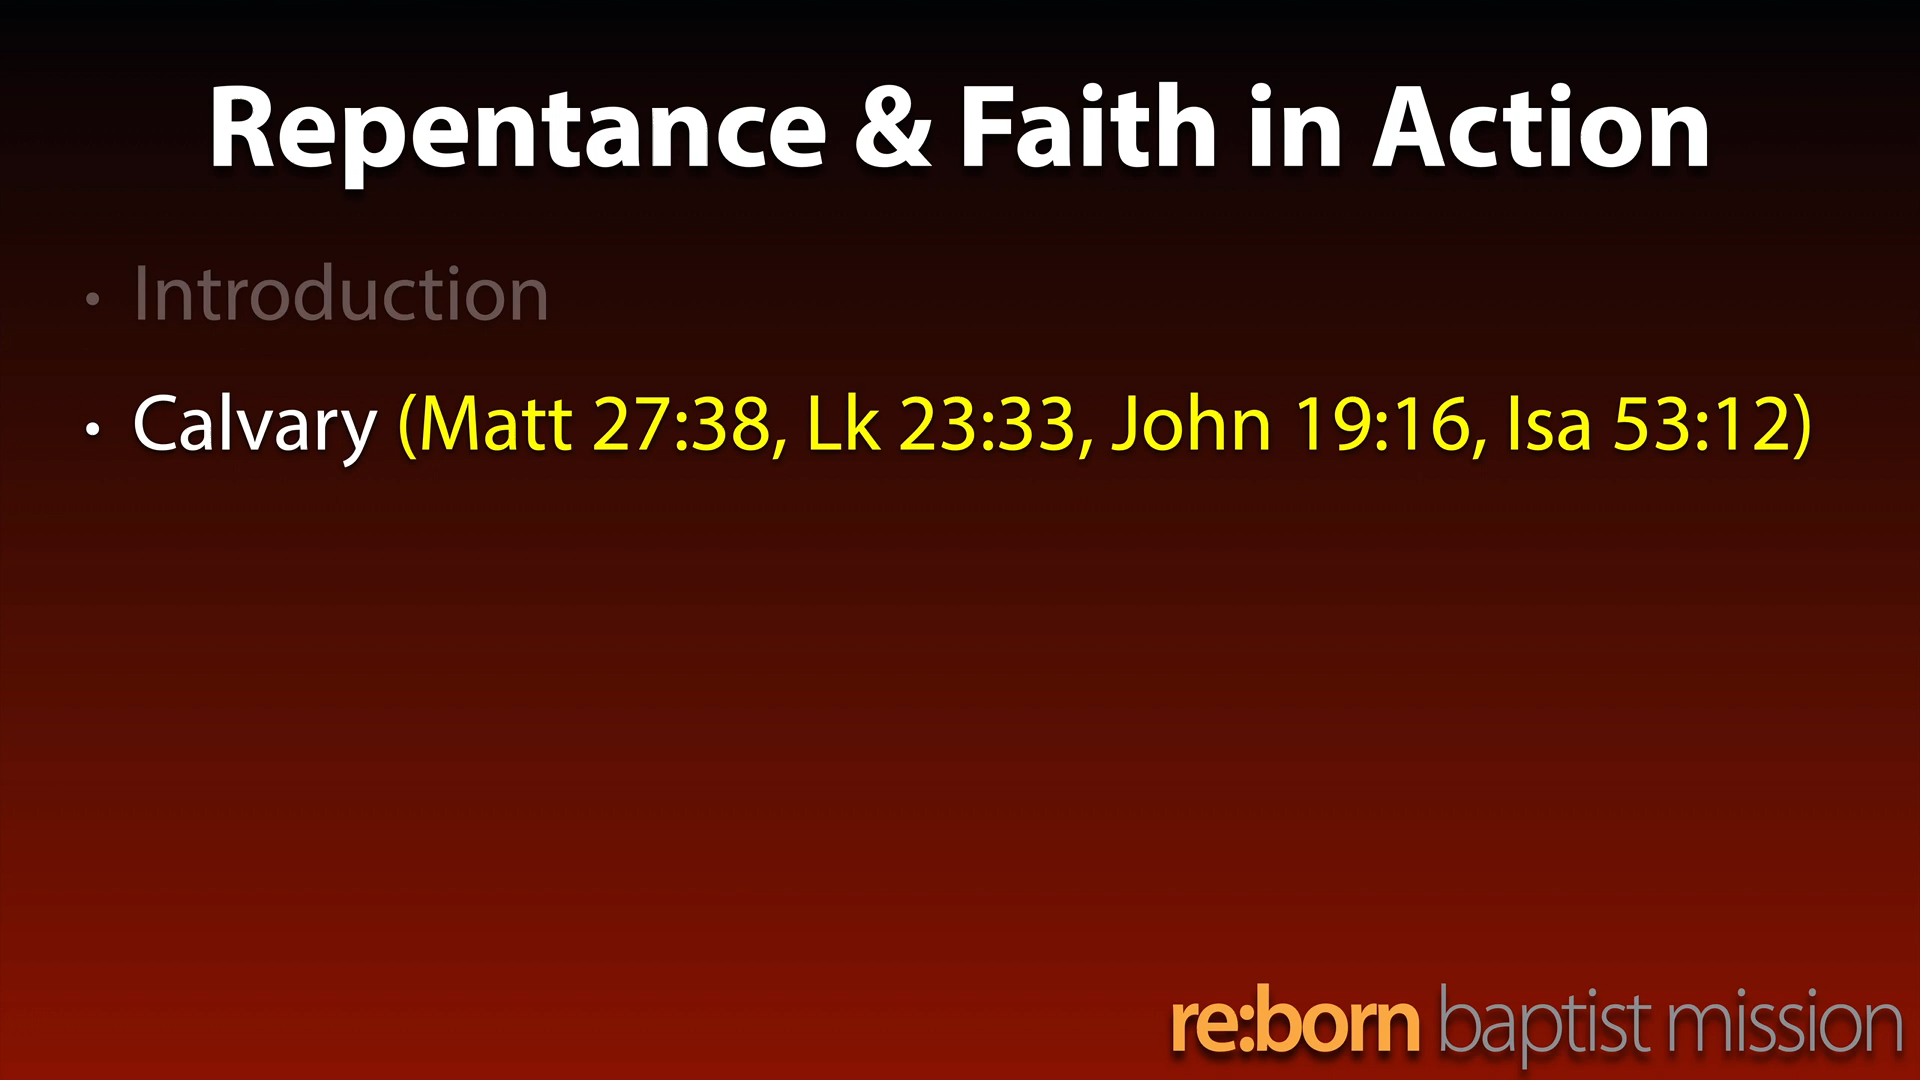 Repentance & Faith in Action
• Introduction
• Calvary (Matt 27:38, Lk 23:33, John 19:16, Isa 53:12)
re:born baptist mission